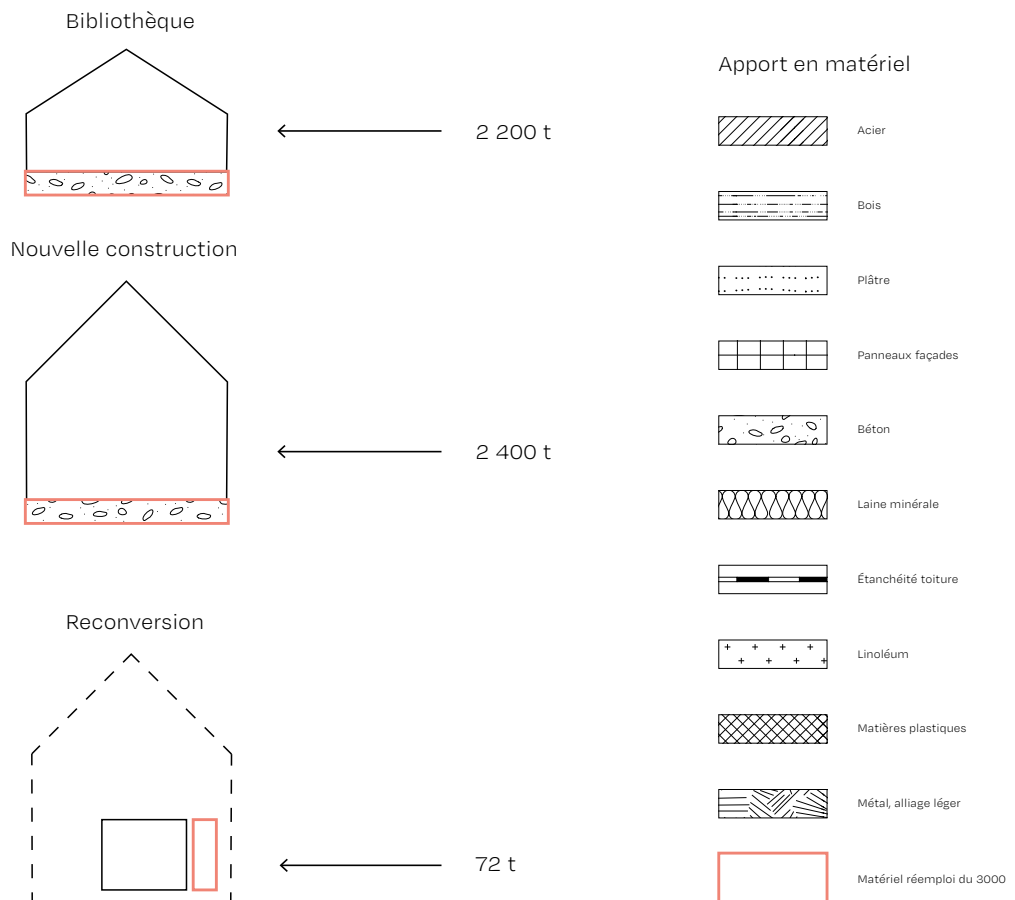 Bibliothèque
2 200 t
Nouvelle construction
2 400 t
Reconversion
72 t
Apport en matériel
Acier
Bois
Plâtre
Panneaux façades
Béton
Laine minérale
Étanchéité toiture
Linoléum
Matières plastiques
Métal, alliage léger
Matériel réemploi du 3000